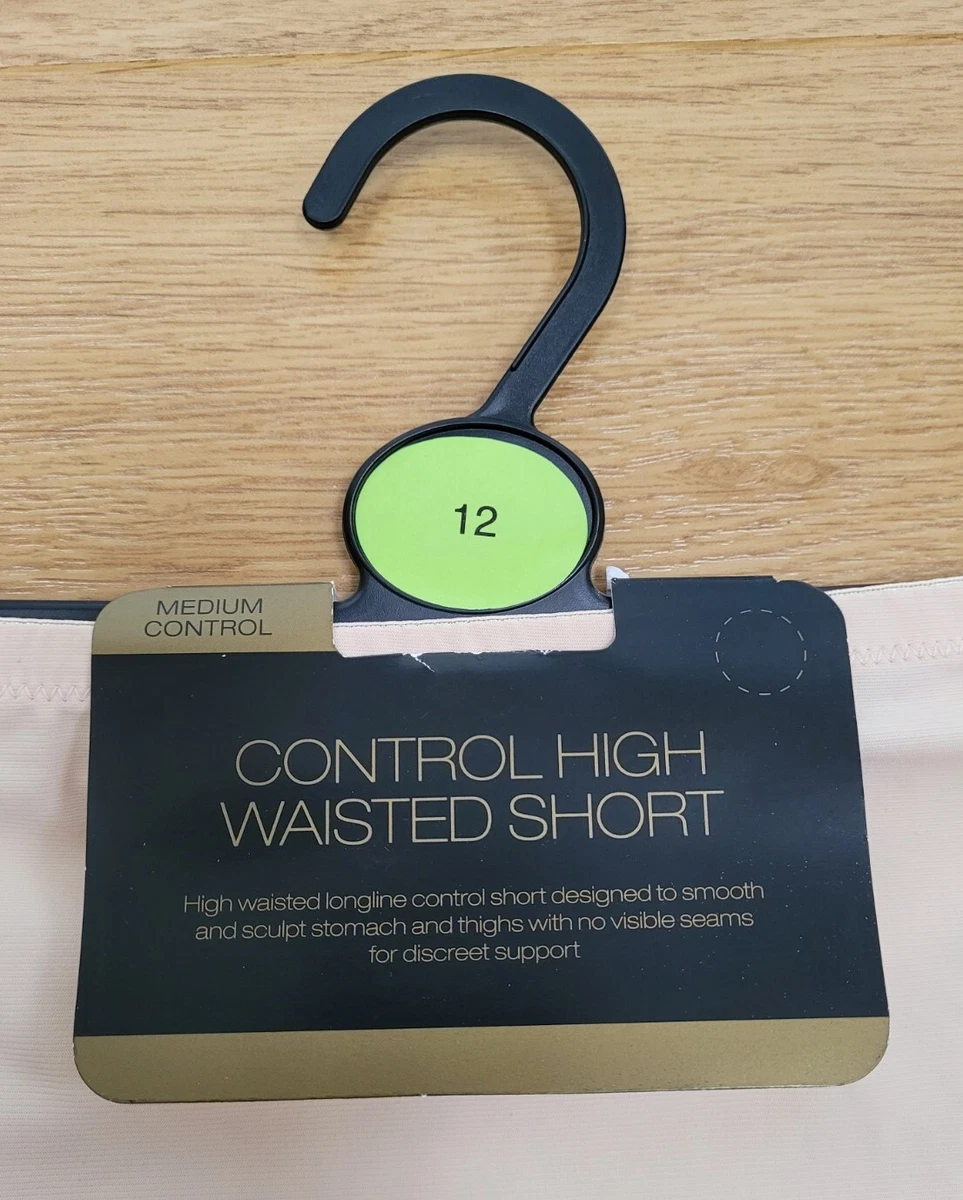 12
MEDIUM
CONTROL
CONTROL HIGH
WAISTED SHORT
High waisted longline control short designed to smooth
and sculpt stomach and thighs with no visible seams
for discreet support